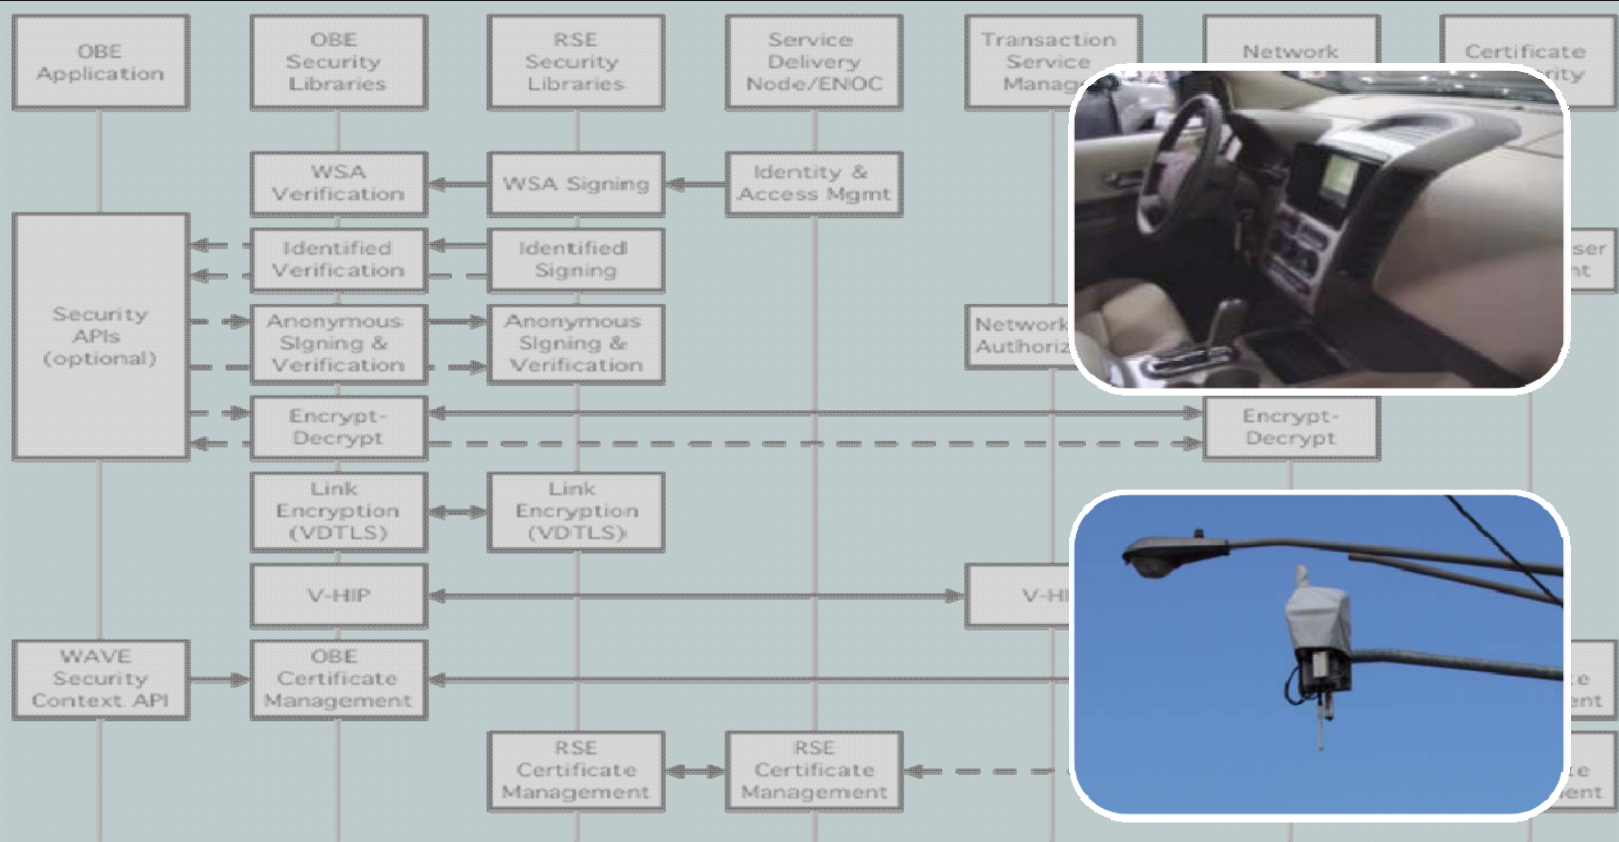 OBE
Application
OBE
Security
Libraries
RSE
Security
Libraries
Service
Delivery
Node/ENOC
Transaction
Service
Network
Certificate
WSA
Verification
WSA Signing
Identity &
Access Mgmt
Identified
Verification
Identified
Signing
Security
APIs
(optional)
Anonymous
SIgning &
Verification
Anonymous
SIgning &
Verification
Network
Encrypt-
Decrypt
Encrypt-
Decrypt
Link
Encryption
(VDTLS)
Link
Encryption
(VDTLS)
V-HIP
WAVE
Security
Context API
OBE
Certificate
Management
RSE
Certificate
Management
RSE
Certificate
Management